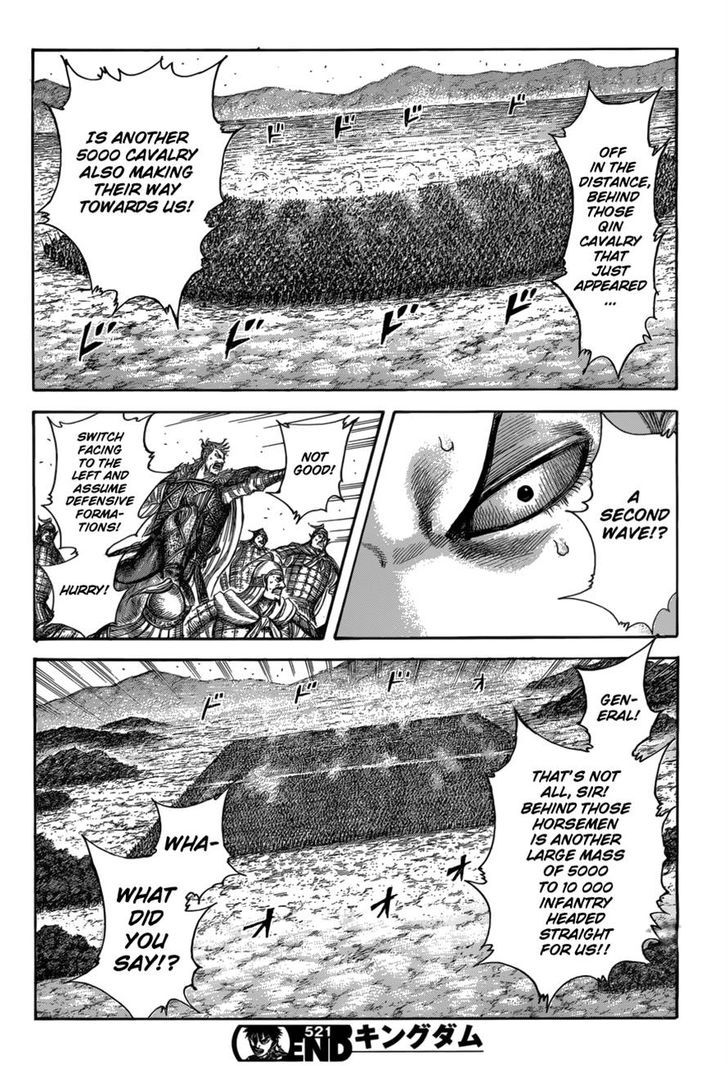 OFF
IN THE
DISTANCE,
BEHIND
THOSE
QIN
CAVALRY
THAT
JUST
APPEARED
...
IS ANOTHER
5000 CAVALRY
ALSO MAKING
THEIR WAY
TOWARDS US!
ド
ド
ド
ド
ド
ド
ド
ド
A
SECOND
WAVE!?
NOT
GOOD!
SWITCH
FACING
TO THE
LEFT AND
ASSUME
DEFENSIVE
FORMA-
TIONS!
HURRY!
GEN-
ERAL!
THAT'S NOT
ALL, SIR!
BEHIND THOSE
HORSEMEN
IS ANOTHER
LARGE MASS
OF 5000
TO 10 000
INFANTRY
HEADED
STRAIGHT
FOR US!!
ド
ド
ド
オ
オ
オ
オ
WHA-
WHAT
DID
YOU
SAY!?
521
END
キングダム